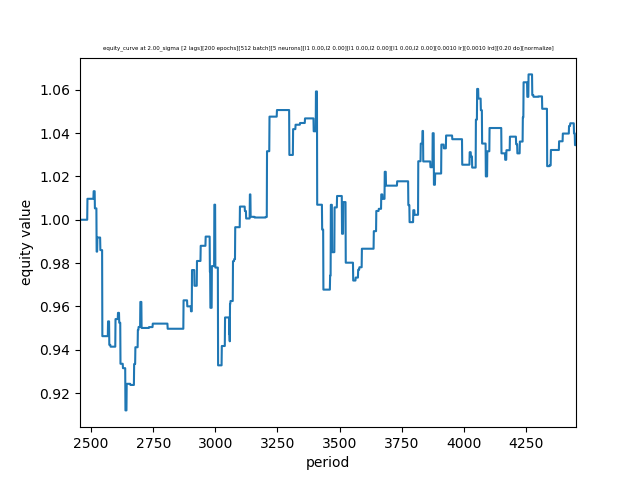 equity_curve at 2.00_sigma [2 lags][200 epochs][512 batch][5 neurons][l1 0.00,l2 0.00][l1 0.00,l2 0.00][l1 0.00,l2 0.00][0.0010 lr][0.0010 lrd][0.20 do][normalize]
1.06
1.04
1.02
1.00
0.98
0.96
0.94
0.92
equity value
2500 2750 3000 3250 3500 3750 4000 4250
period